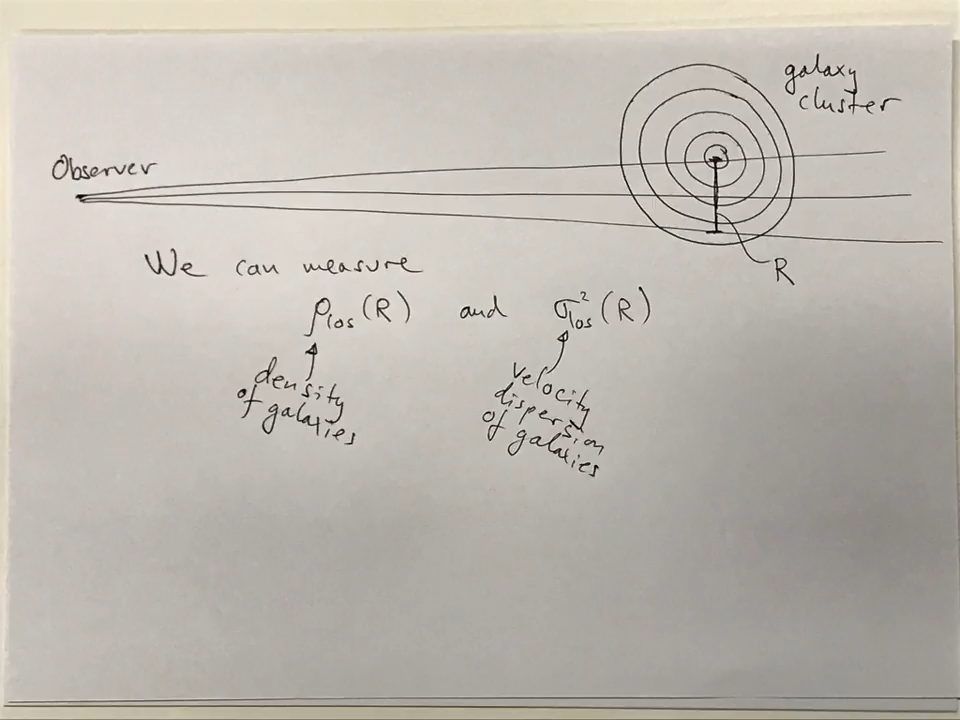 galaxy
cluster
Observer
R
We can measure
ρlos (R) and σ²los (R)
density
of galaxies
velocity
dispersion
of galaxies